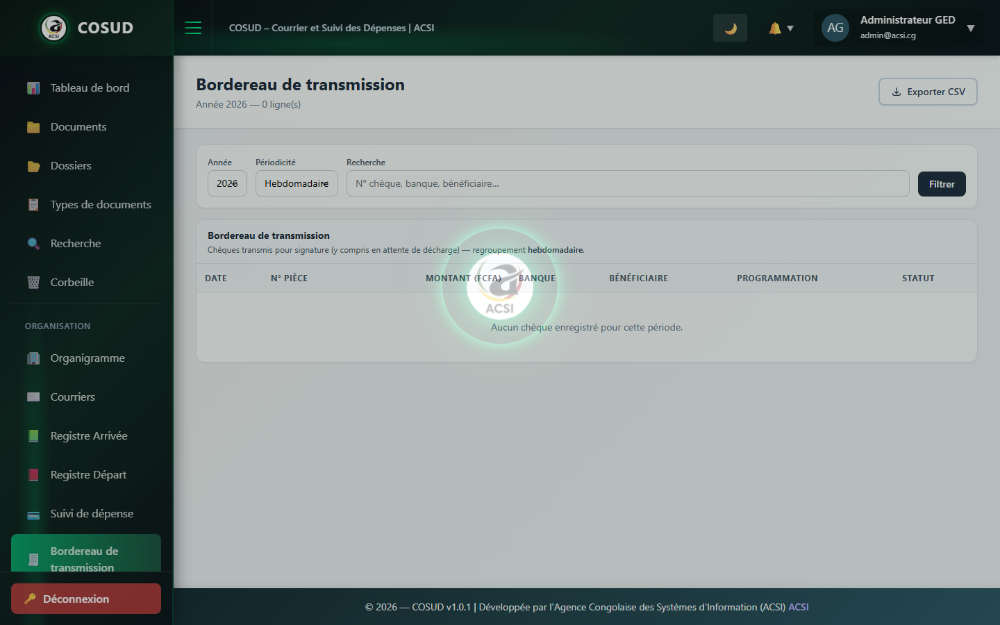 ACSI
COSUD
COSUD – Courrier et Suivi des Dépenses | ACSI
AG
Administrateur GED
admin@acsi.cg
Tableau de bord
Documents
Dossiers
Types de documents
Recherche
Corbeille
ORGANISATION
Organigramme
Courriers
Registre Arrivée
Registre Départ
Suivi de dépense
Bordereau de
transmission
Déconnexion
Bordereau de transmission
Année 2026 — 0 ligne(s)
Exporter CSV
Année
Périodicité
Recherche
2026
Hebdomadaire
N° chèque, banque, bénéficiaire...
Filtrer
Bordereau de transmission
Chèques transmis pour signature (y compris en attente de décharge) — regroupement hebdomadaire.
DATE
N° PIÈCE
MONTANT (FCFA)
BANQUE
BÉNÉFICIAIRE
PROGRAMMATION
STATUT
ACSI
Aucun chèque enregistré pour cette période.
© 2026 — COSUD v1.0.1 | Développée par l'Agence Congolaise des Systèmes d'Information (ACSI) ACSI